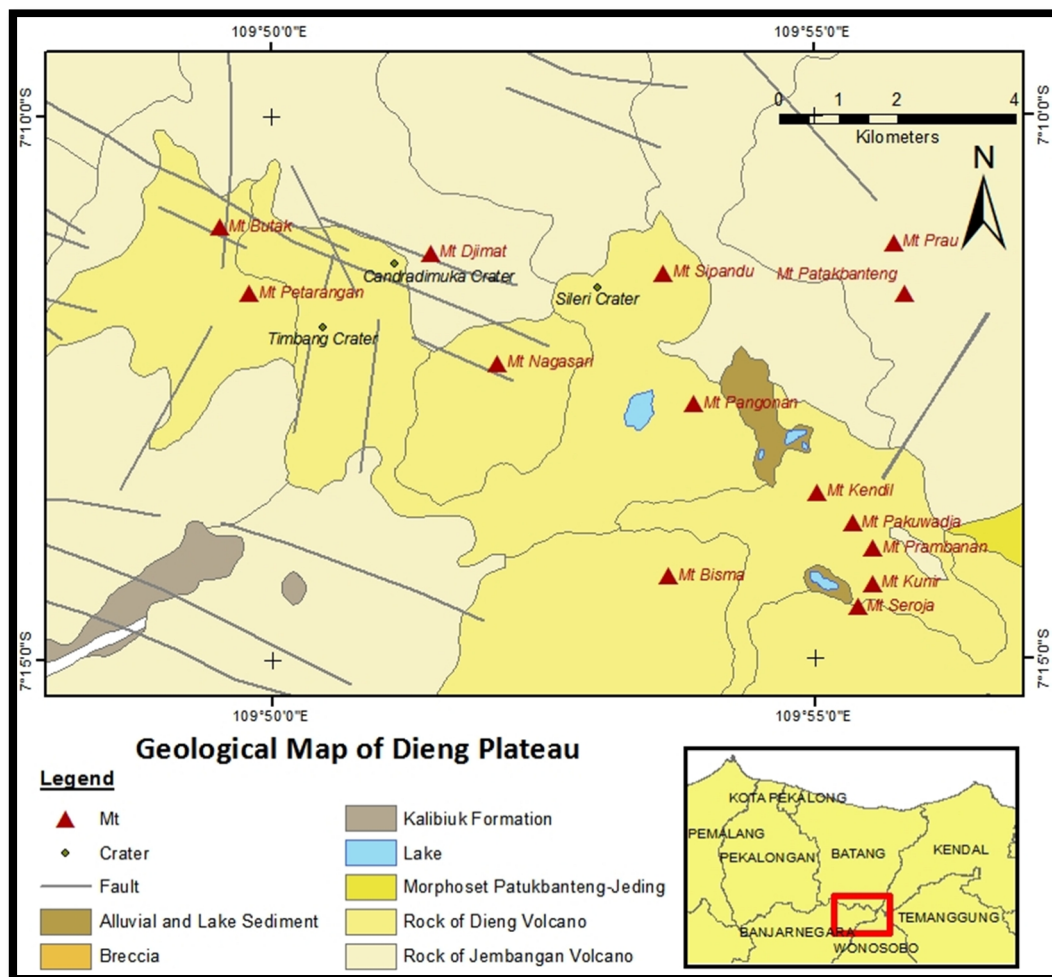 109°50'0"E
109°55'0"E
7°10'0"S
7°10'0"S
0 1 2 4
Kilometers
N
Mt Butak
Mt Djimat
Mt Prau
Candradimuka Crater
Mt Sipandu
Mt Patakbanteng
Mt Petarangan
Sileri Crater
Timbang Crater
Mt Nagasari
Mt Pangonan
Mt Kendil
Mt Pakuwadja
Mt Prambanan
Mt Bisma
Mt Kunir
Mt Seroja
7°15'0"S
7°15'0"S
109°50'0"E
109°55'0"E
Geological Map of Dieng Plateau
Legend
Mt
Crater
Fault
Alluvial and Lake Sediment
Breccia
Kalibiuk Formation
Lake
Morphoset Patukbanteng-Jeding
Rock of Dieng Volcano
Rock of Jembangan Volcano
KOTA PEKALONG
PEMALANG
PEKALONGAN
BATANG
KENDAL
TEMANGGUNG
BANJARNEGARA
WONOSOBO